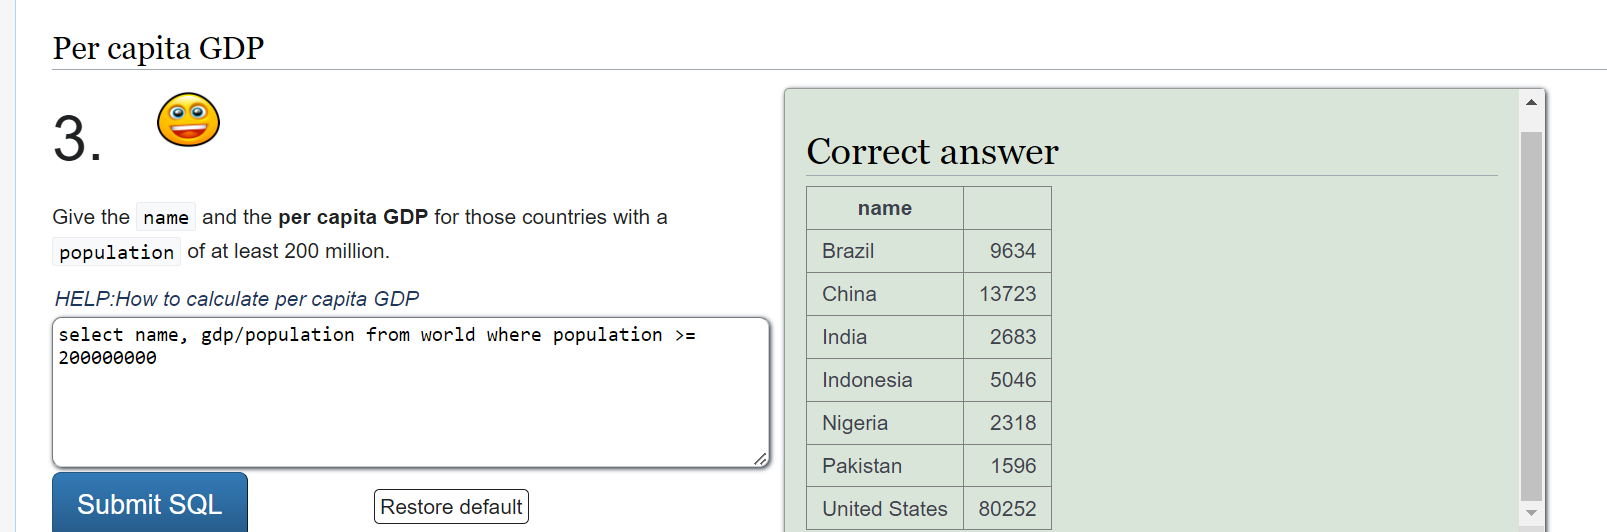 Per capita GDP
3.
Give the name and the per capita GDP for those countries with a
population of at least 200 million.
HELP:How to calculate per capita GDP
select name, gdp/population from world where population >=
200000000
Submit SQL
Restore default
Correct answer
name
Brazil 9634
China 13723
India 2683
Indonesia 5046
Nigeria 2318
Pakistan 1596
United States 80252